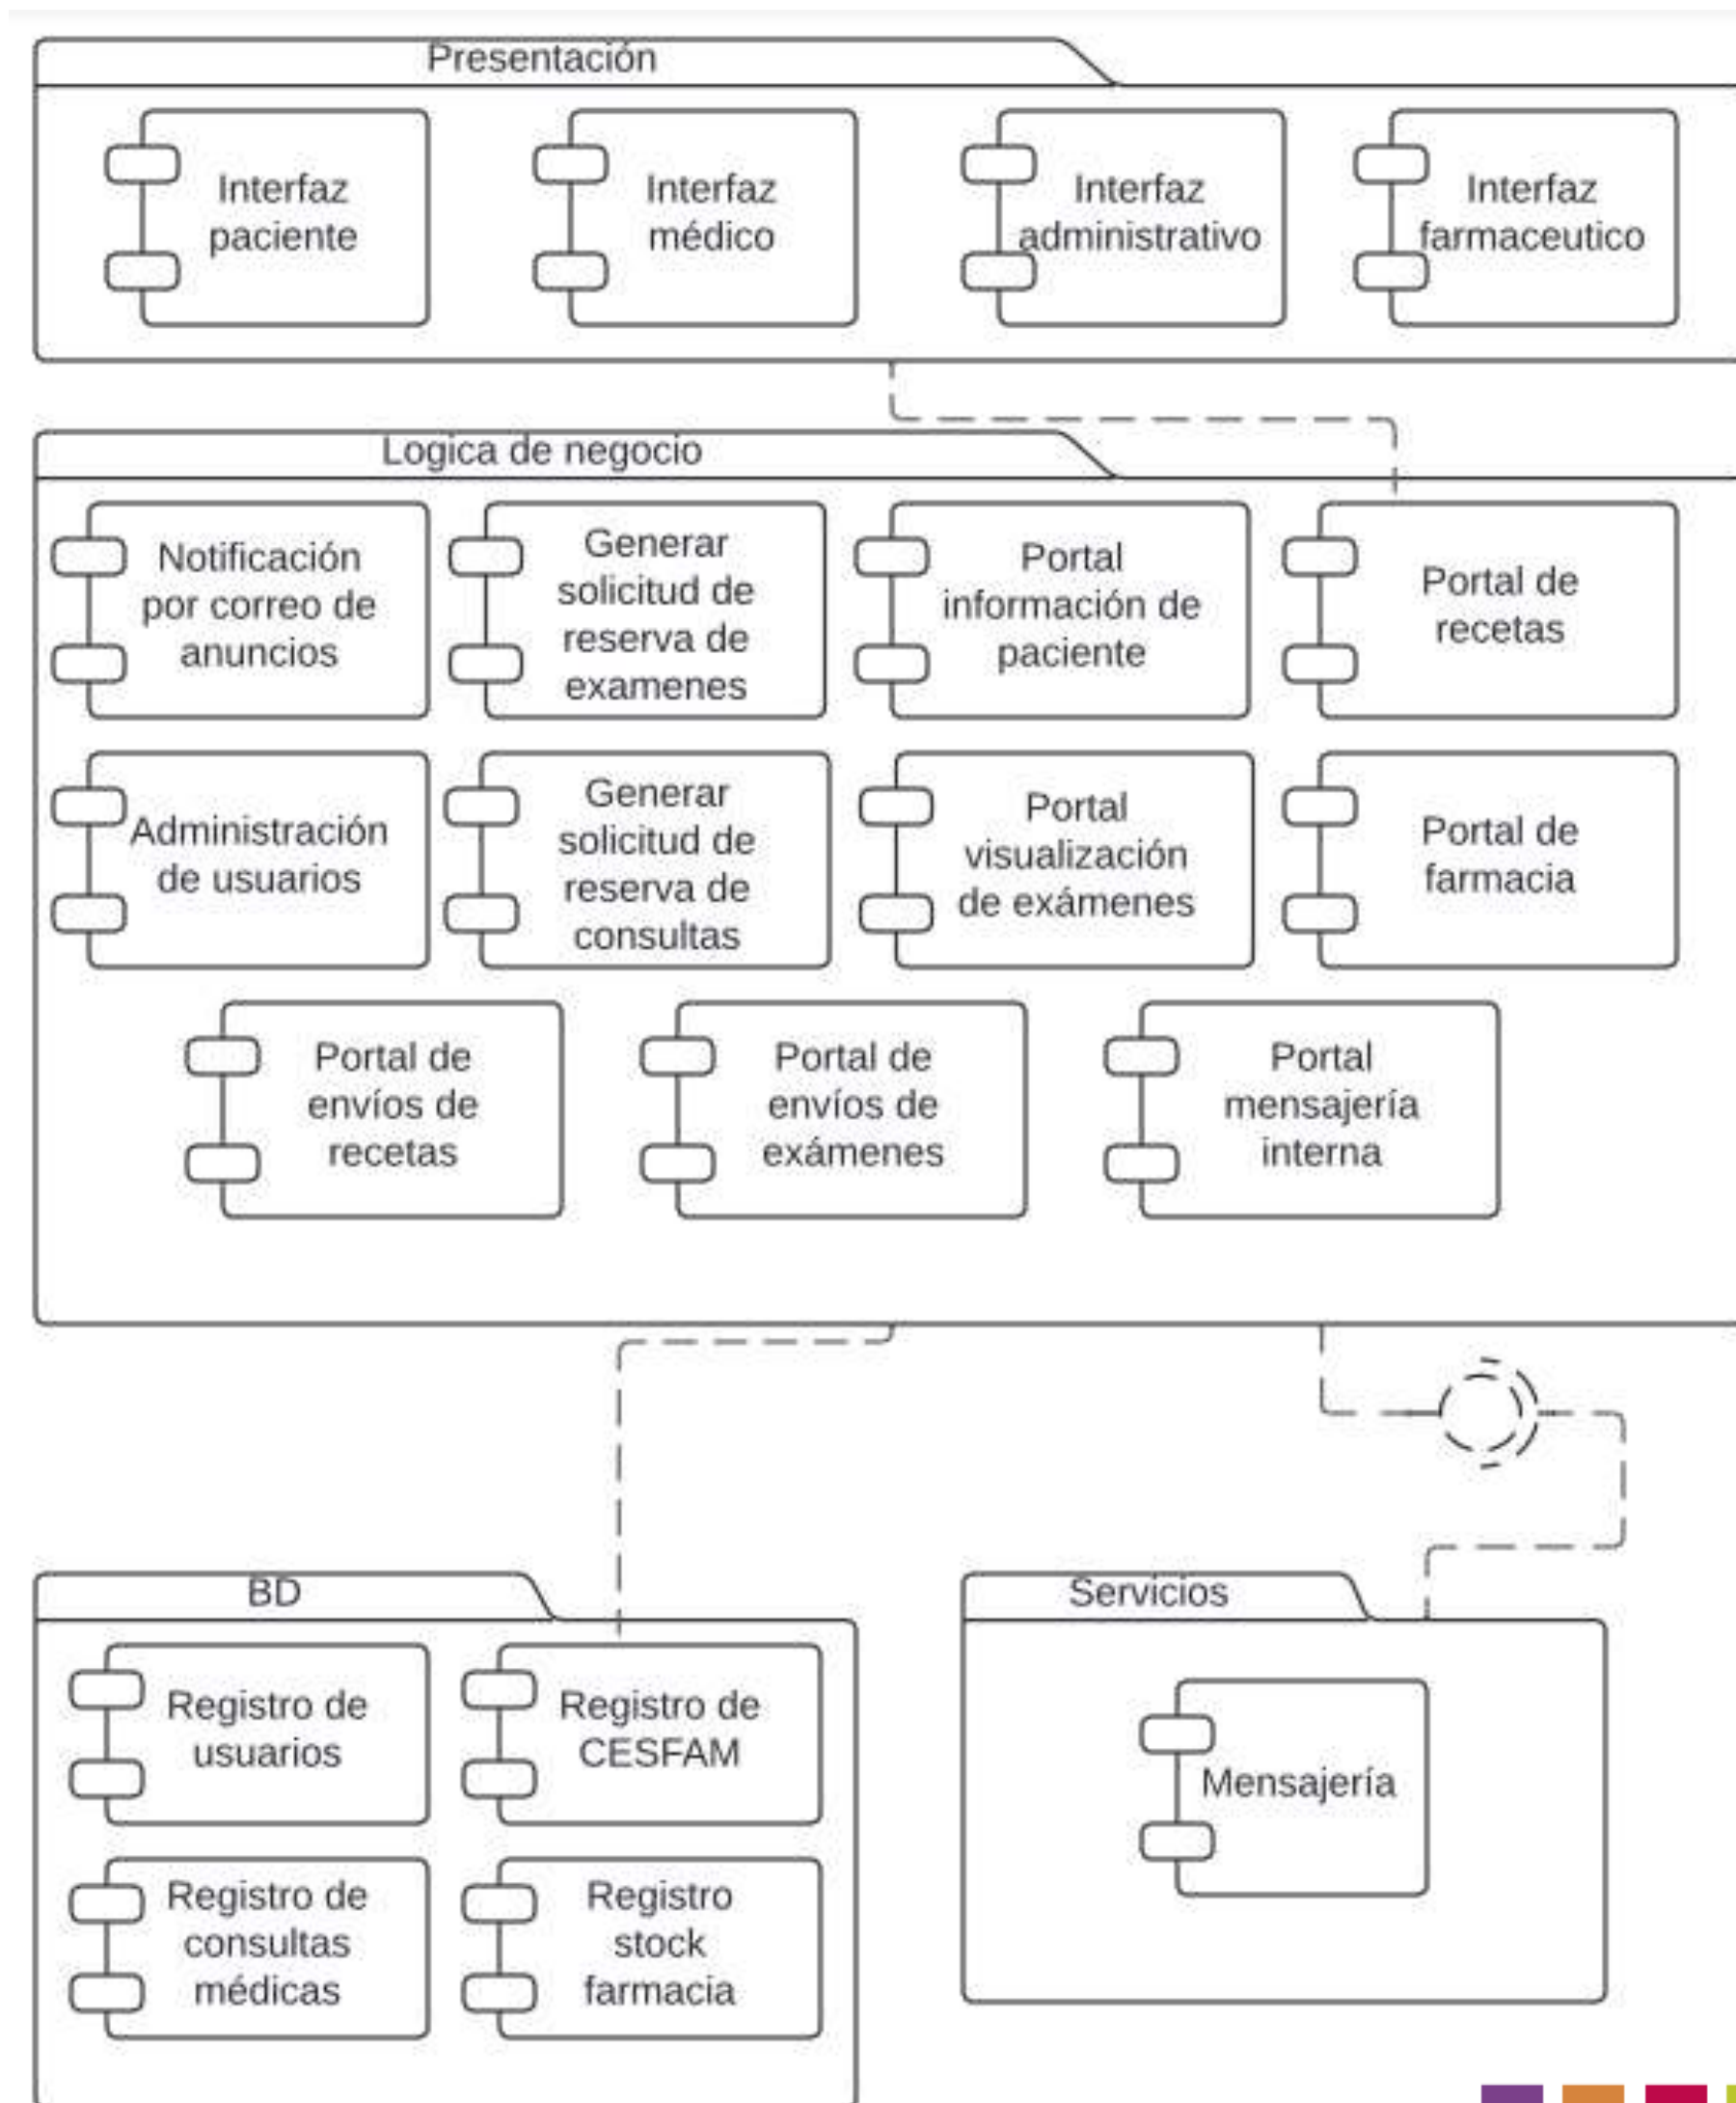 Presentación
Interfaz
paciente
Interfaz
médico
Interfaz
administrativo
Interfaz
farmaceutico
Logica de negocio
Notificación
por correo de
anuncios
Generar
solicitud de
reserva de
examenes
Portal
información de
paciente
Portal de
recetas
Administración
de usuarios
Generar
solicitud de
reserva de
consultas
Portal
visualización
de exámenes
Portal de
farmacia
Portal de
envíos de
recetas
Portal de
envíos de
exámenes
Portal
mensajería
interna
BD
Registro de
usuarios
Registro de
CESFAM
Registro de
consultas
médicas
Registro
stock
farmacia
Servicios
Mensajería